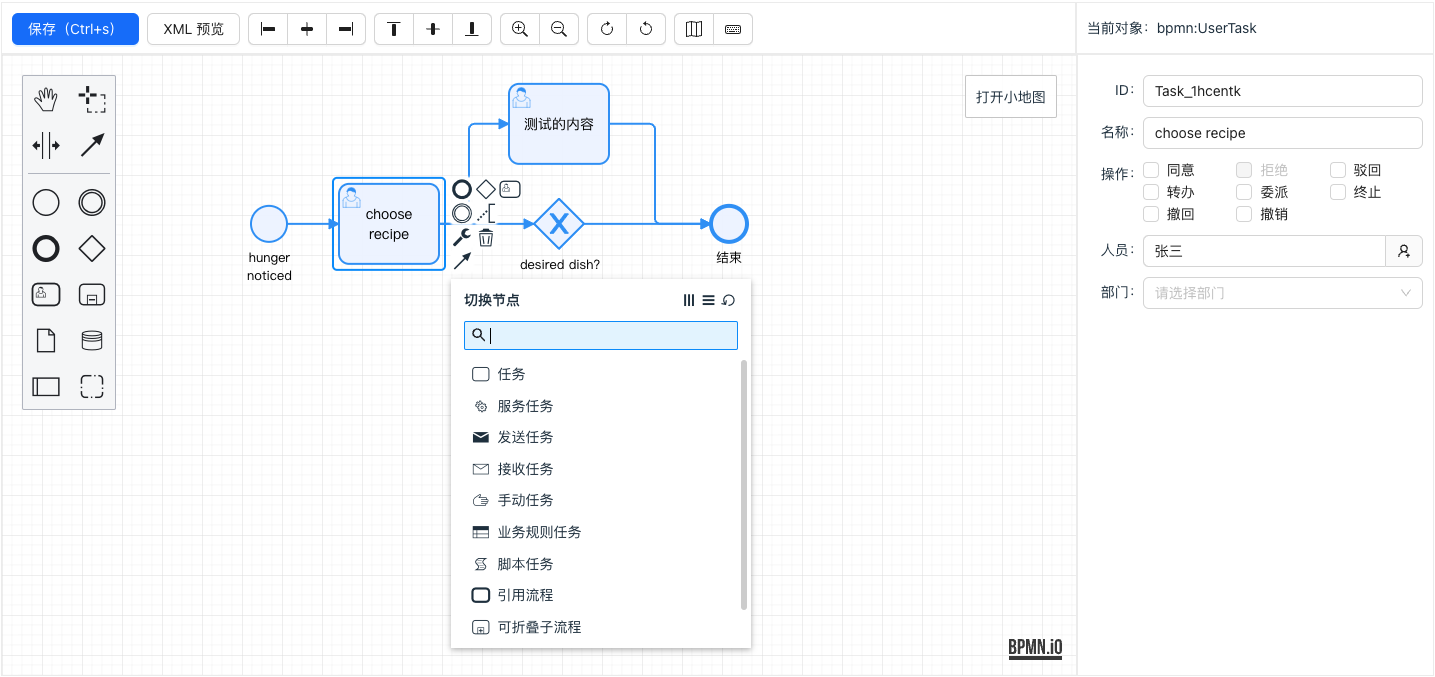 保存（Ctrl+s）
XML 预览
当前对象：bpmn:UserTask
打开小地图
测试的内容
choose
recipe
hunger
noticed
desired dish?
结束
切换节点
任务
服务任务
发送任务
接收任务
手动任务
业务规则任务
脚本任务
引用流程
可折叠子流程
BPMN.iO
ID：
Task_1hcentk
名称：
choose recipe
操作：
同意
拒绝
驳回
转办
委派
终止
撤回
撤销
人员：
张三
部门：
请选择部门